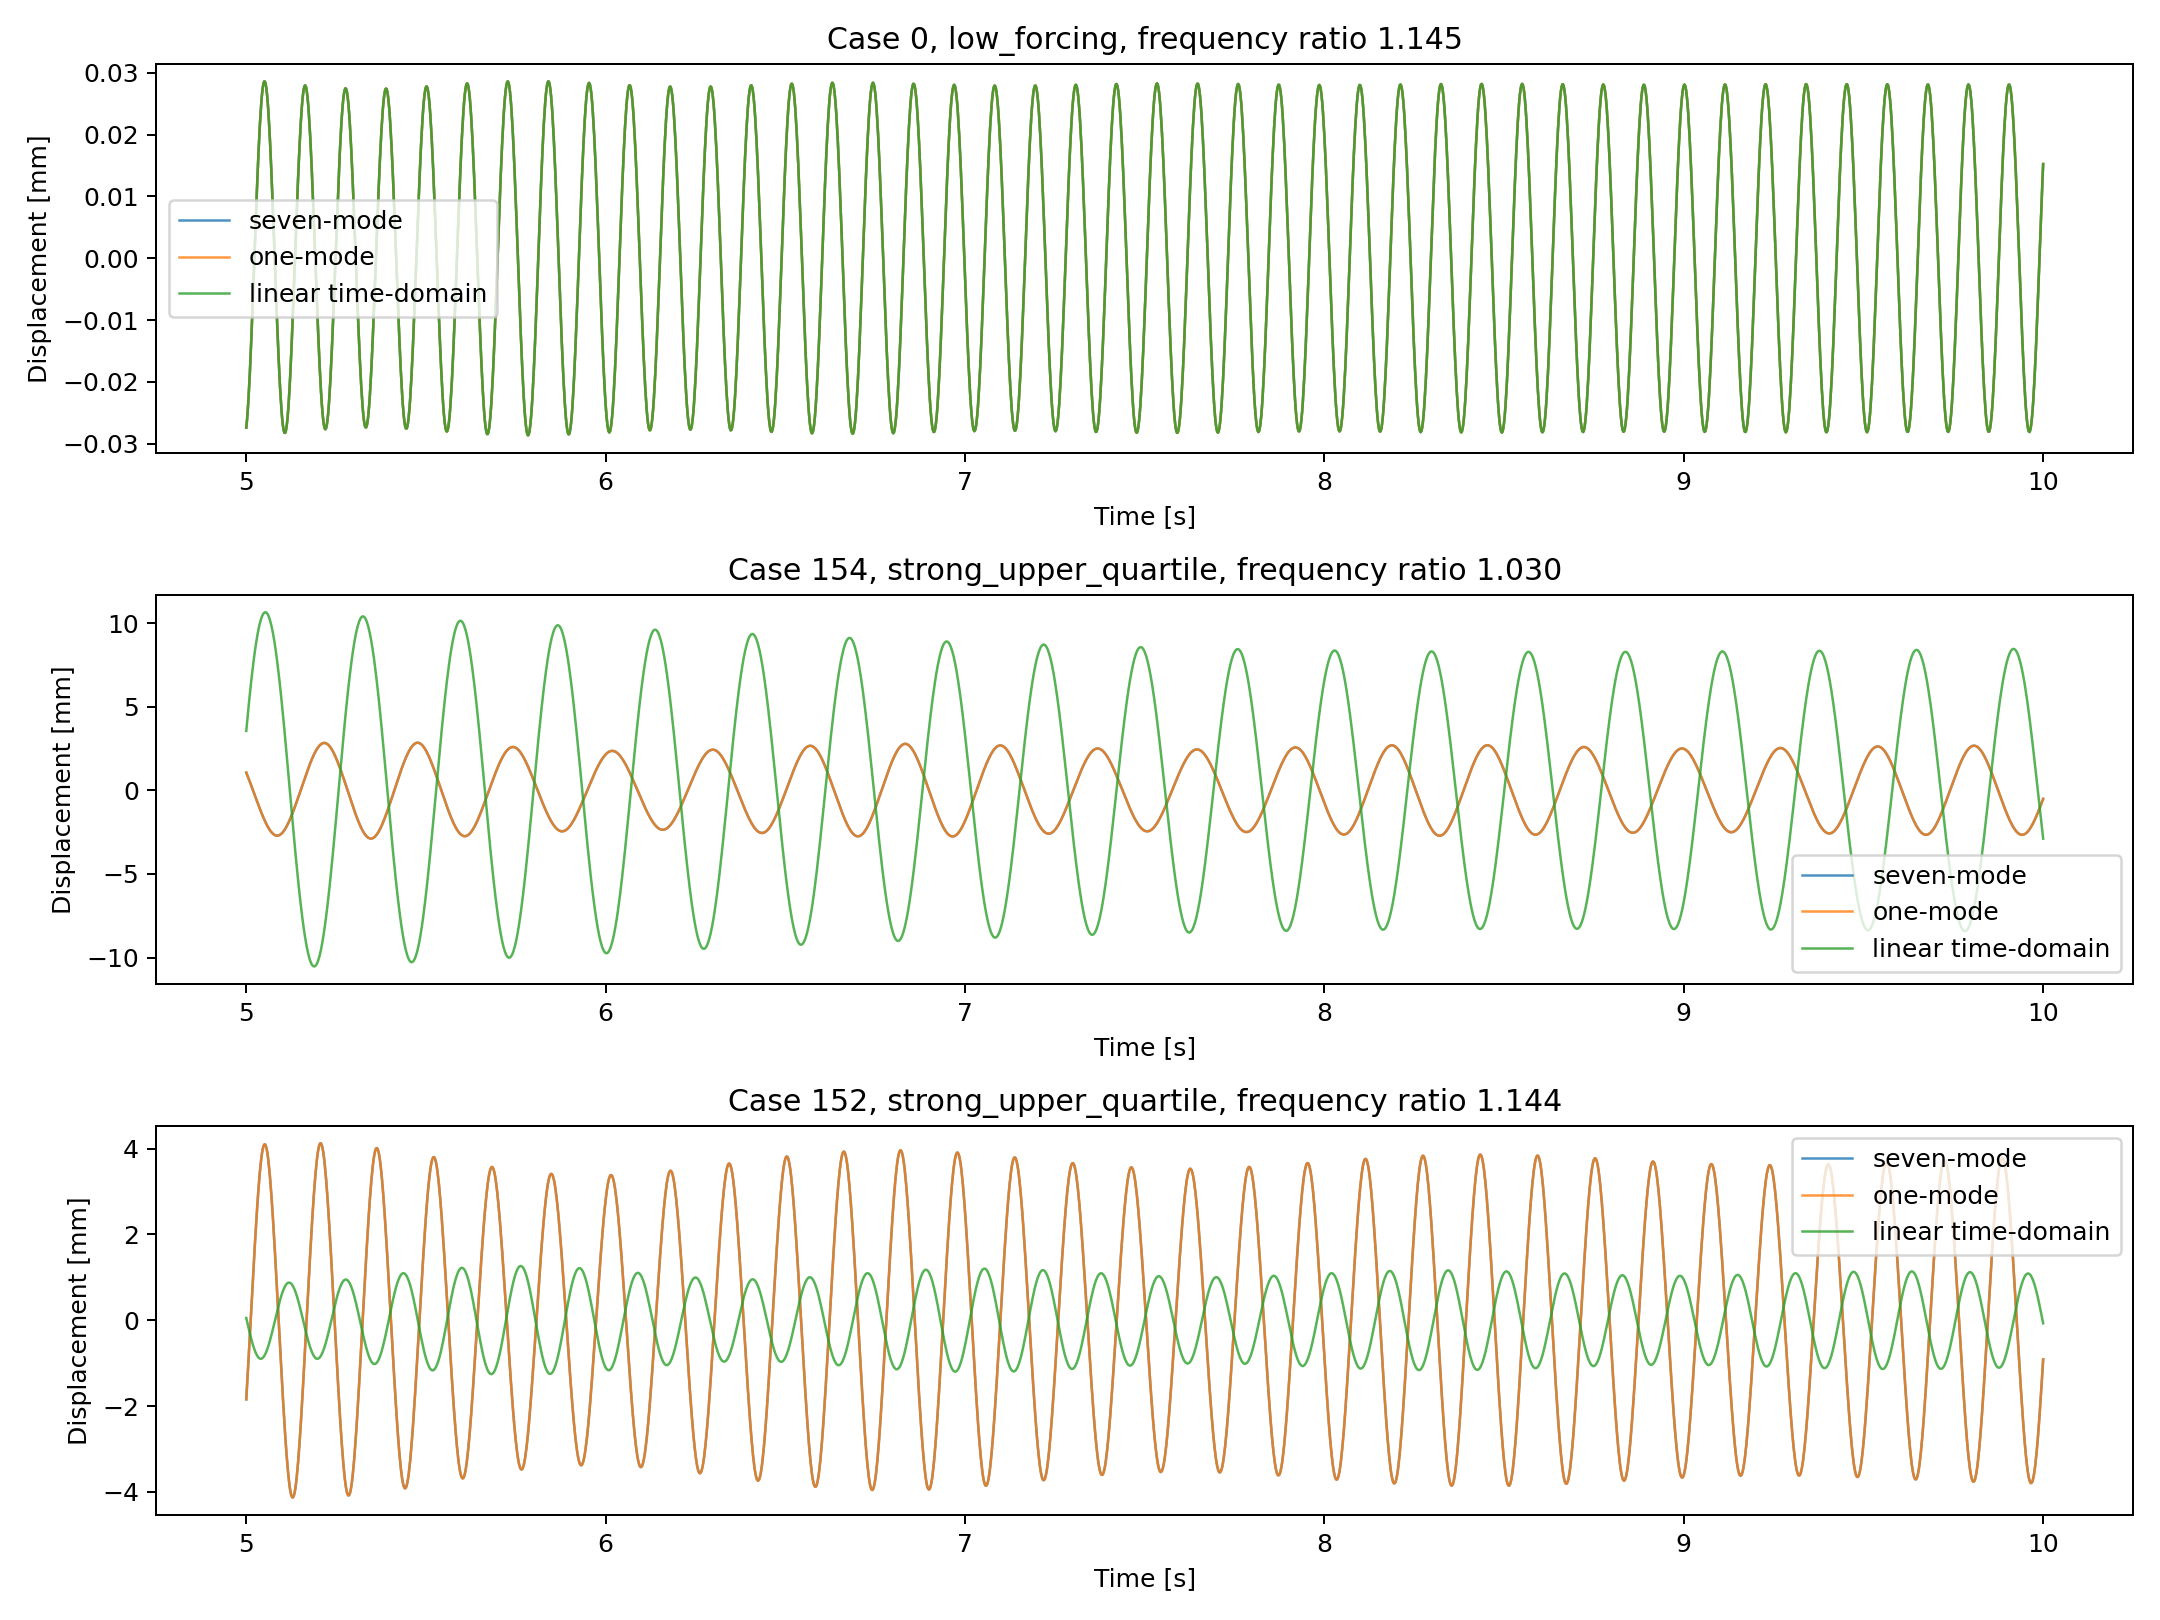 Case 0, low_forcing, frequency ratio 1.145
Displacement [mm]
0.03
0.02
0.01
0.00
−0.01
−0.02
−0.03
seven-mode
one-mode
linear time-domain
5
6
7
8
9
10
Time [s]
Case 154, strong_upper_quartile, frequency ratio 1.030
Displacement [mm]
10
5
0
−5
−10
seven-mode
one-mode
linear time-domain
5
6
7
8
9
10
Time [s]
Case 152, strong_upper_quartile, frequency ratio 1.144
Displacement [mm]
4
2
0
−2
−4
seven-mode
one-mode
linear time-domain
5
6
7
8
9
10
Time [s]